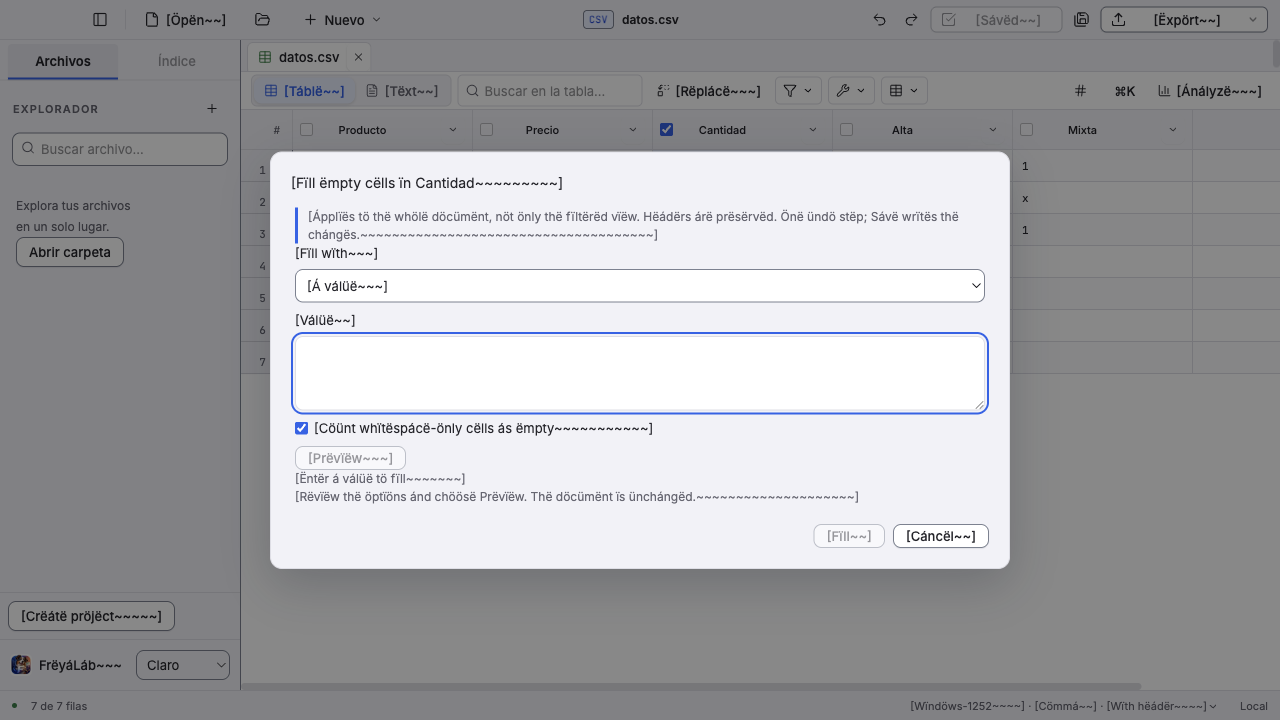 [Öpën~~]
Nuevo
CSV datos.csv
[Sávëd~~]
[Ëxpört~~]
Archivos
Índice
datos.csv
EXPLORADOR
[Táblë~~]
[Tëxt~~]
Buscar en la tabla...
[Rëplácë~~~]
⌘K
[Ánályzë~~~]
Buscar archivo...
# Producto Precio Cantidad Alta Mixta
1 1
2 x
3 1
4
5
6
7
Explora tus archivos
en un solo lugar.
Abrir carpeta
[Fïll ëmpty cëlls ïn Cantidad~~~~~~~~~]
[Ápplïës tö thë whölë döcümënt, nöt önly thë fïltërëd vïëw. Hëádërs árë prësërvëd. Önë ündö stëp; Sávë wrïtës thë
chángës.~~~~~~~~~~~~~~~~~~~~~~~~~~~~~~~~~~~~~]
[Fïll wïth~~~]
[Á válüë~~~]
[Válüë~~]
[Cöünt whïtëspácë-önly cëlls ás ëmpty~~~~~~~~~~~]
[Prëvïëw~~~]
[Ëntër á válüë tö fïll~~~~~~~]
[Rëvïëw thë öptïöns ánd chöösë Prëvïëw. Thë döcümënt ïs ünchángëd.~~~~~~~~~~~~~~~~~~~~]
[Fïll~~]
[Cáncël~~]
[Crëátë pröjëct~~~~~]
FrëyáLáb~~~
Claro
7 de 7 filas
[Wïndöws-1252~~~~] · [Cömmá~~] · [Wïth hëádër~~~~]
Local